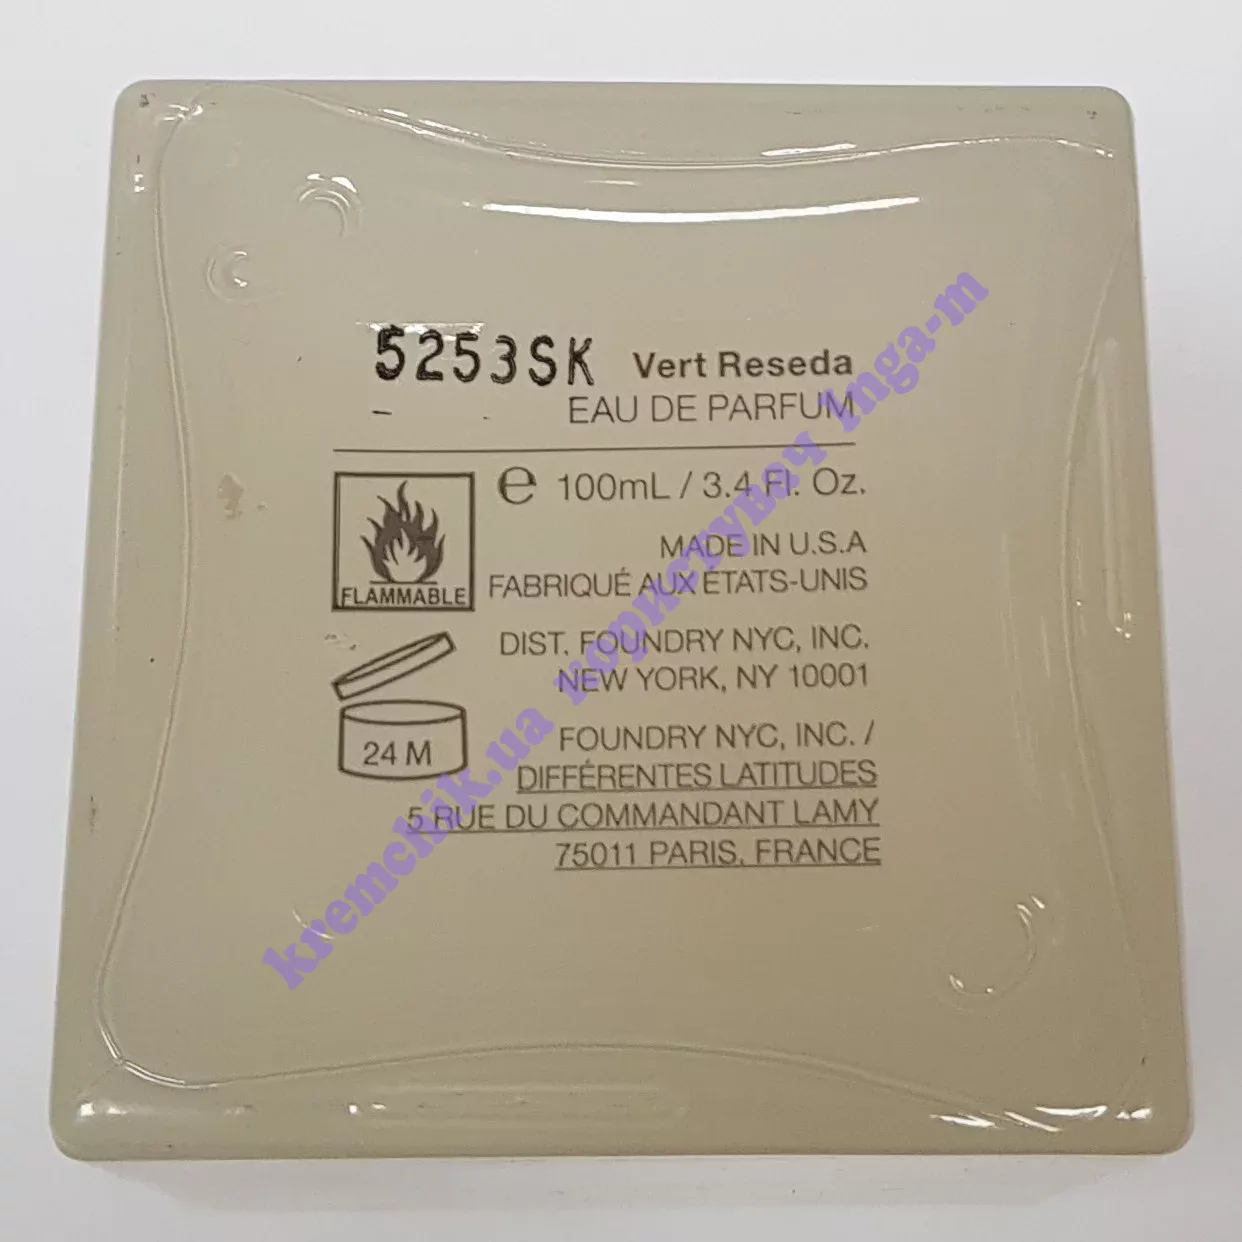 5253SK Vert Reseda
EAU DE PARFUM
℮ 100mL / 3.4 Fl. Oz.
FLAMMABLE
MADE IN U.S.A
FABRIQUÉ AUX ÉTATS-UNIS
DIST. FOUNDRY NYC, INC.
NEW YORK, NY 10001
24 M
FOUNDRY NYC, INC. /
DIFFÉRENTES LATITUDES
5 RUE DU COMMANDANT LAMY
75011 PARIS, FRANCE
kremchik.ua користувач inga-m